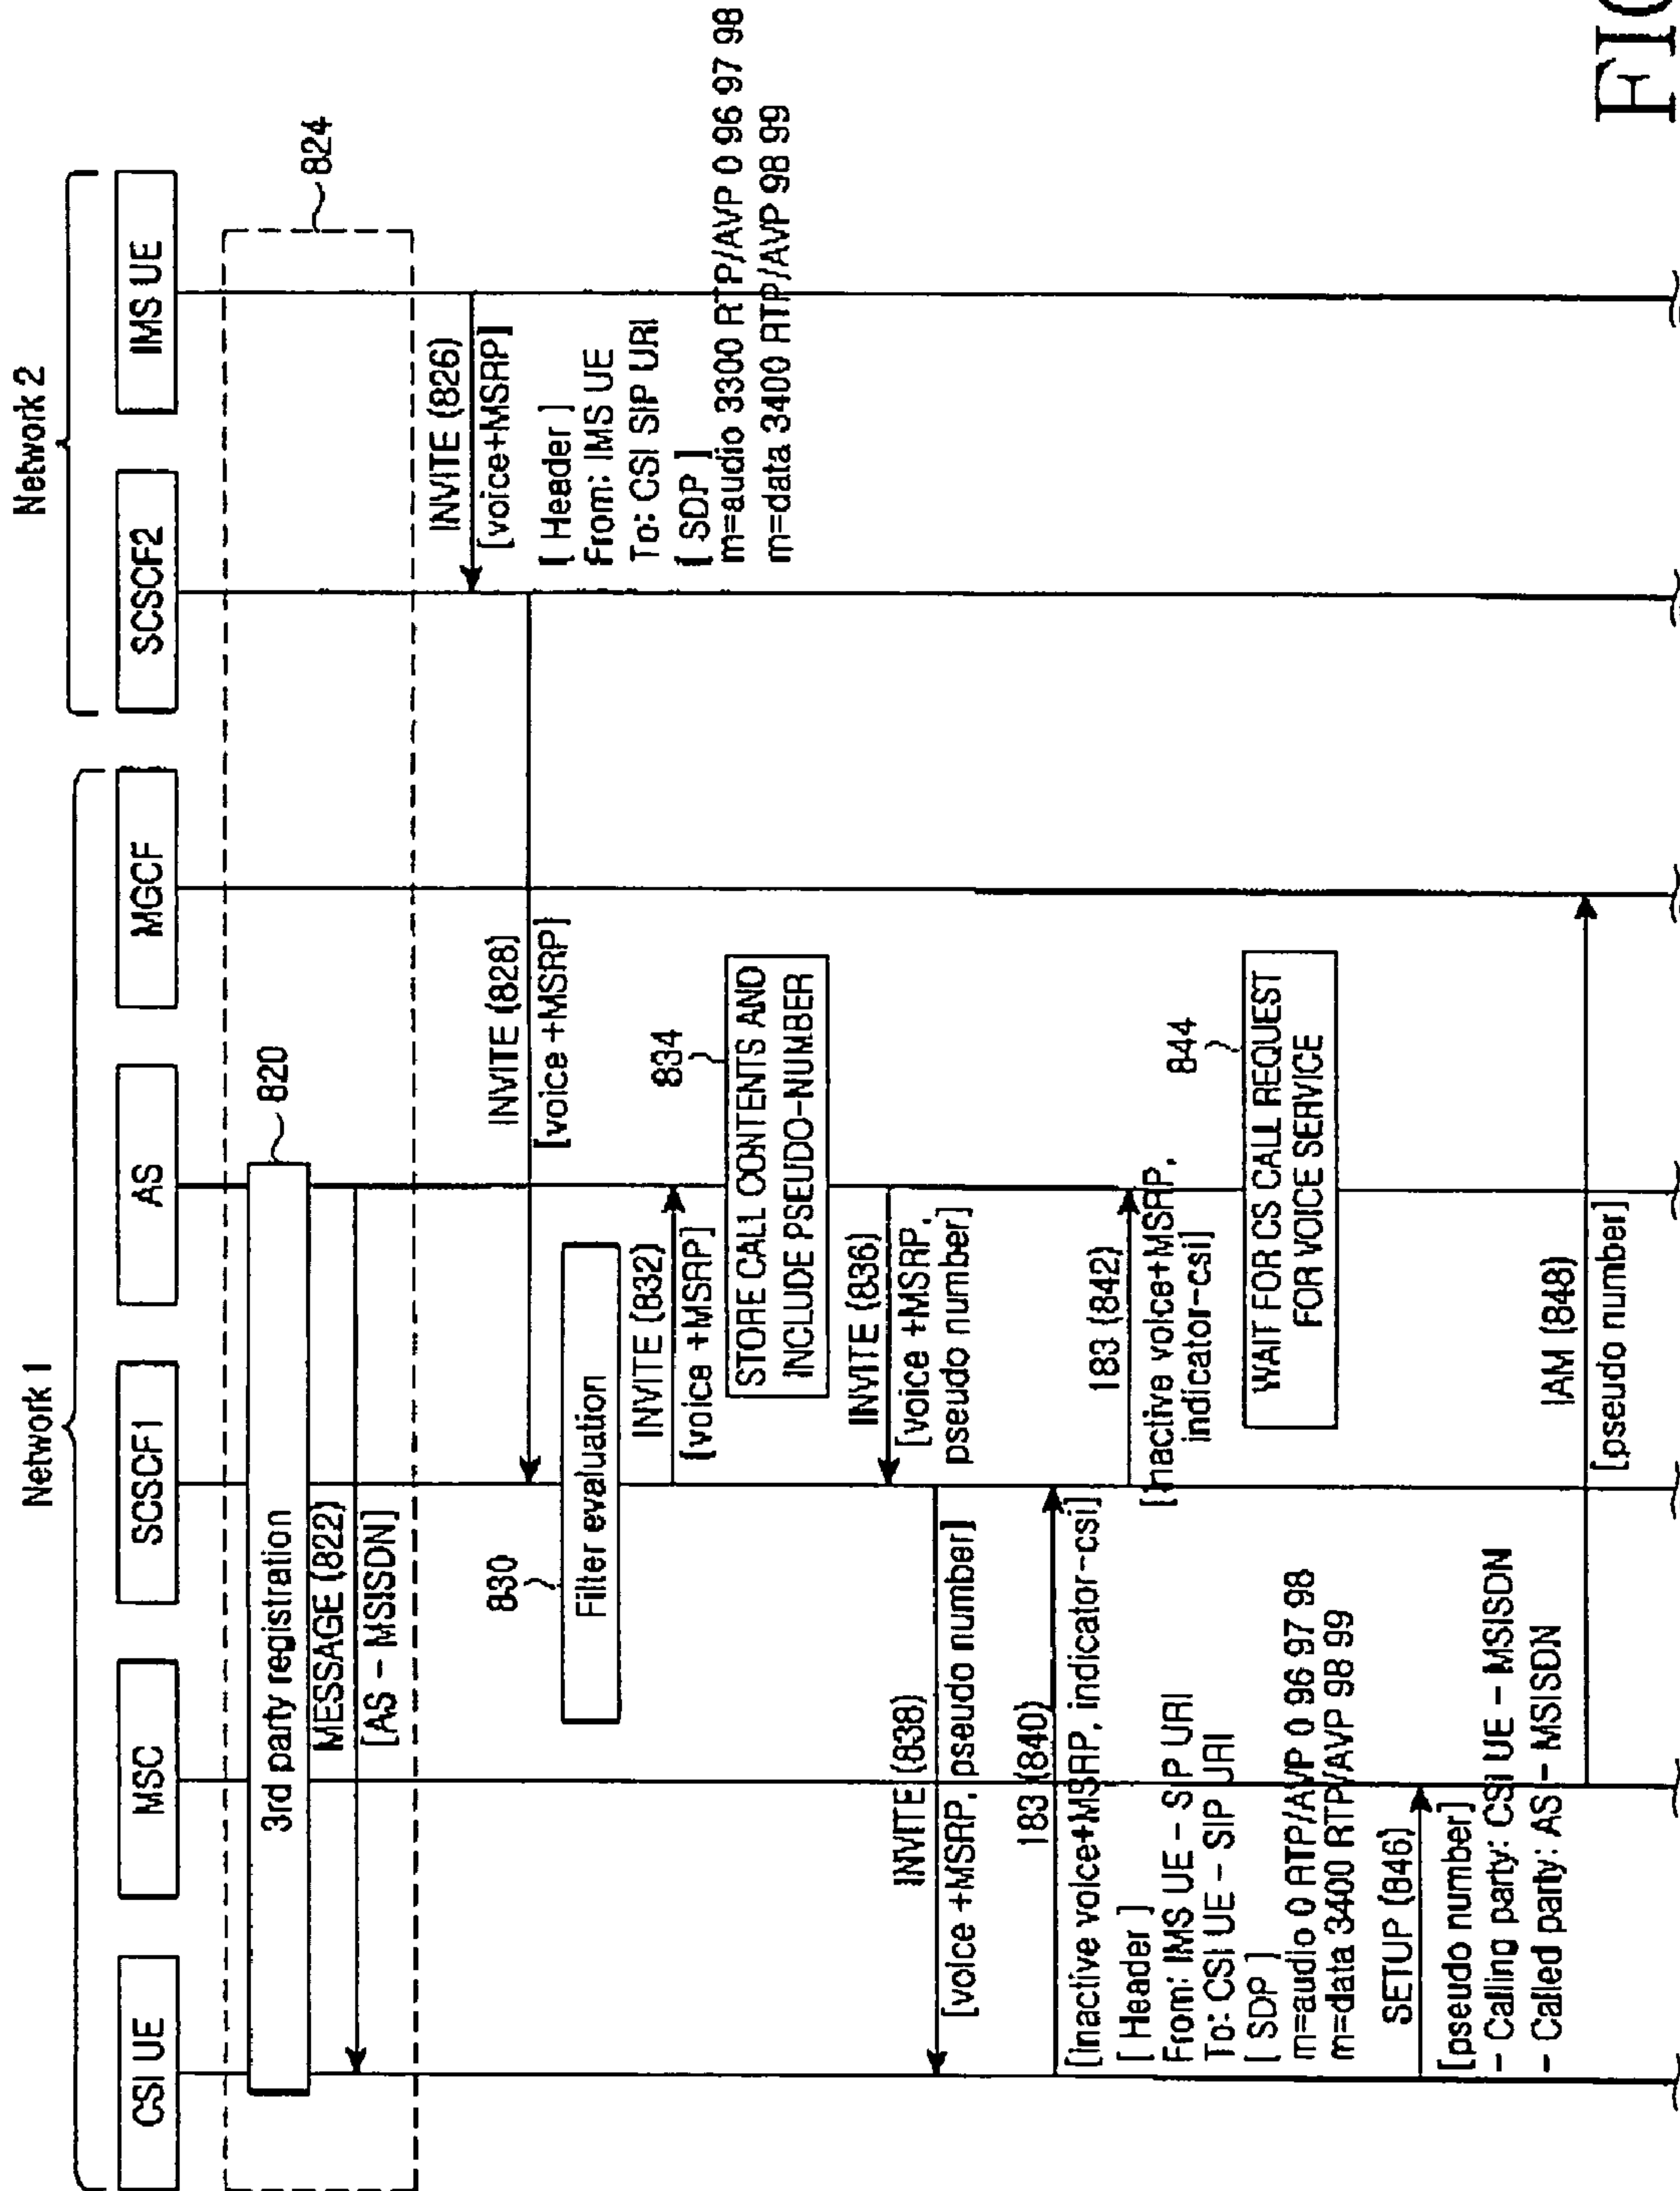 Network 1
Network 2
CSI UE
MSC
SCSCF1
AS
MGCF
SCSCF2
IMS UE
824
820
3rd party registration
MESSAGE (822)
[AS - MSISDN]
INVITE (826)
[voice+MSRP]
[ Header ]
From: IMS UE
To: CSI SIP URI
[ SDP ]
m=audio 3300 RTP/AVP 0 96 97 98
m=data 3400 RTP/AVP 98 99
INVITE (828)
[voice +MSRP]
830
Filter evaluation
INVITE (832)
[voice +MSRP]
834
STORE CALL CONTENTS AND
INCLUDE PSEUDO-NUMBER
INVITE (836)
[voice +MSRP,
pseudo number]
INVITE (838)
[voice +MSRP, pseudo number]
183 (840)
[Inactive voice+MSRP, indicator-csi]
[ Header ]
From: IMS UE - SIP URI
To: CSI UE - SIP URI
[ SDP ]
m=audio 0 RTP/AVP 0 96 97 98
m=data 3400 RTP/AVP 98 99
183 (842)
[Inactive voice+MSRP,
indicator-csi]
844
WAIT FOR CS CALL REQUEST
FOR VOICE SERVICE
SETUP (846)
[pseudo number]
- Calling party: CSI UE - MSISDN
- Called party: AS - MSISDN
IAM (848)
[pseudo number]